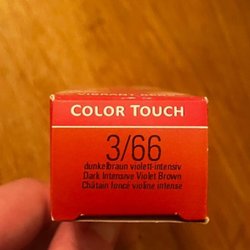 COLOR TOUCH
3/66
dunkelbraun violett-intensiv
Dark Intensive Violet Brown
Châtain foncé violine intense